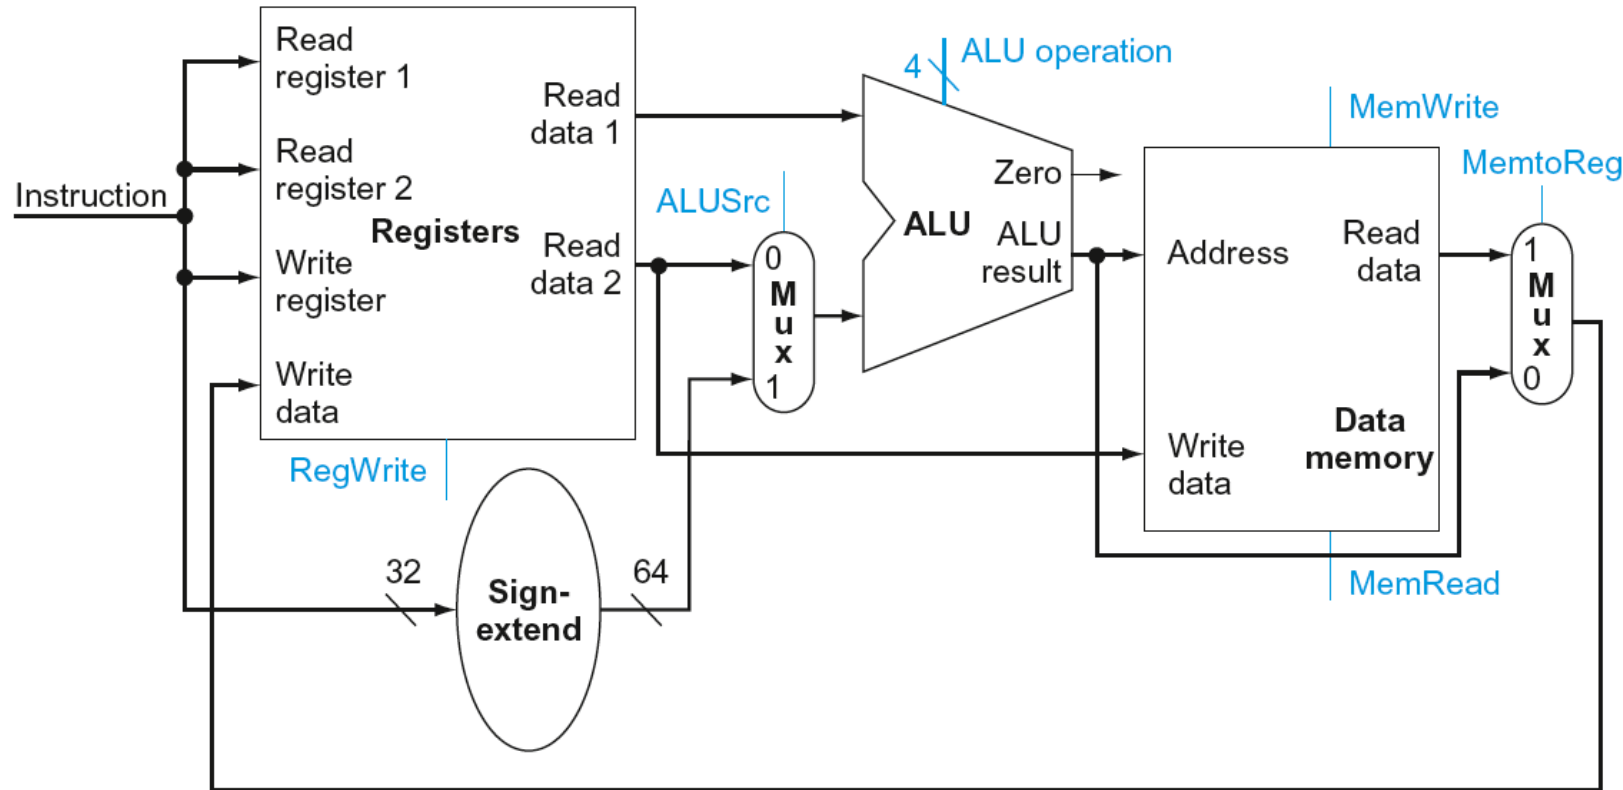 Instruction
Read
register 1
Read
register 2
Registers
Write
register
Write
data
Read
data 1
Read
data 2
RegWrite
32
Sign-
extend
64
ALUSrc
0
M
u
x
1
4
ALU operation
Zero
ALU
ALU
result
MemWrite
Address
Read
data
Write
data
Data
memory
MemRead
MemtoReg
1
M
u
x
0